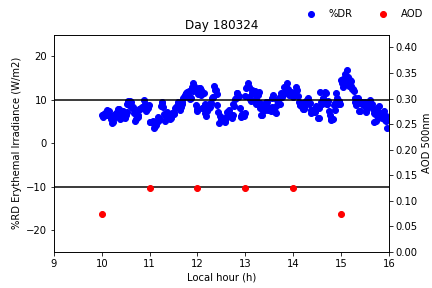 %DR AOD
Day 180324
%RD Erythemal Irradiance (W/m2)
20
10
0
−10
−20
0.40
0.35
0.30
0.25
0.20
0.15
0.10
0.05
0.00
AOD 500nm
9 10 11 12 13 14 15 16
Local hour (h)